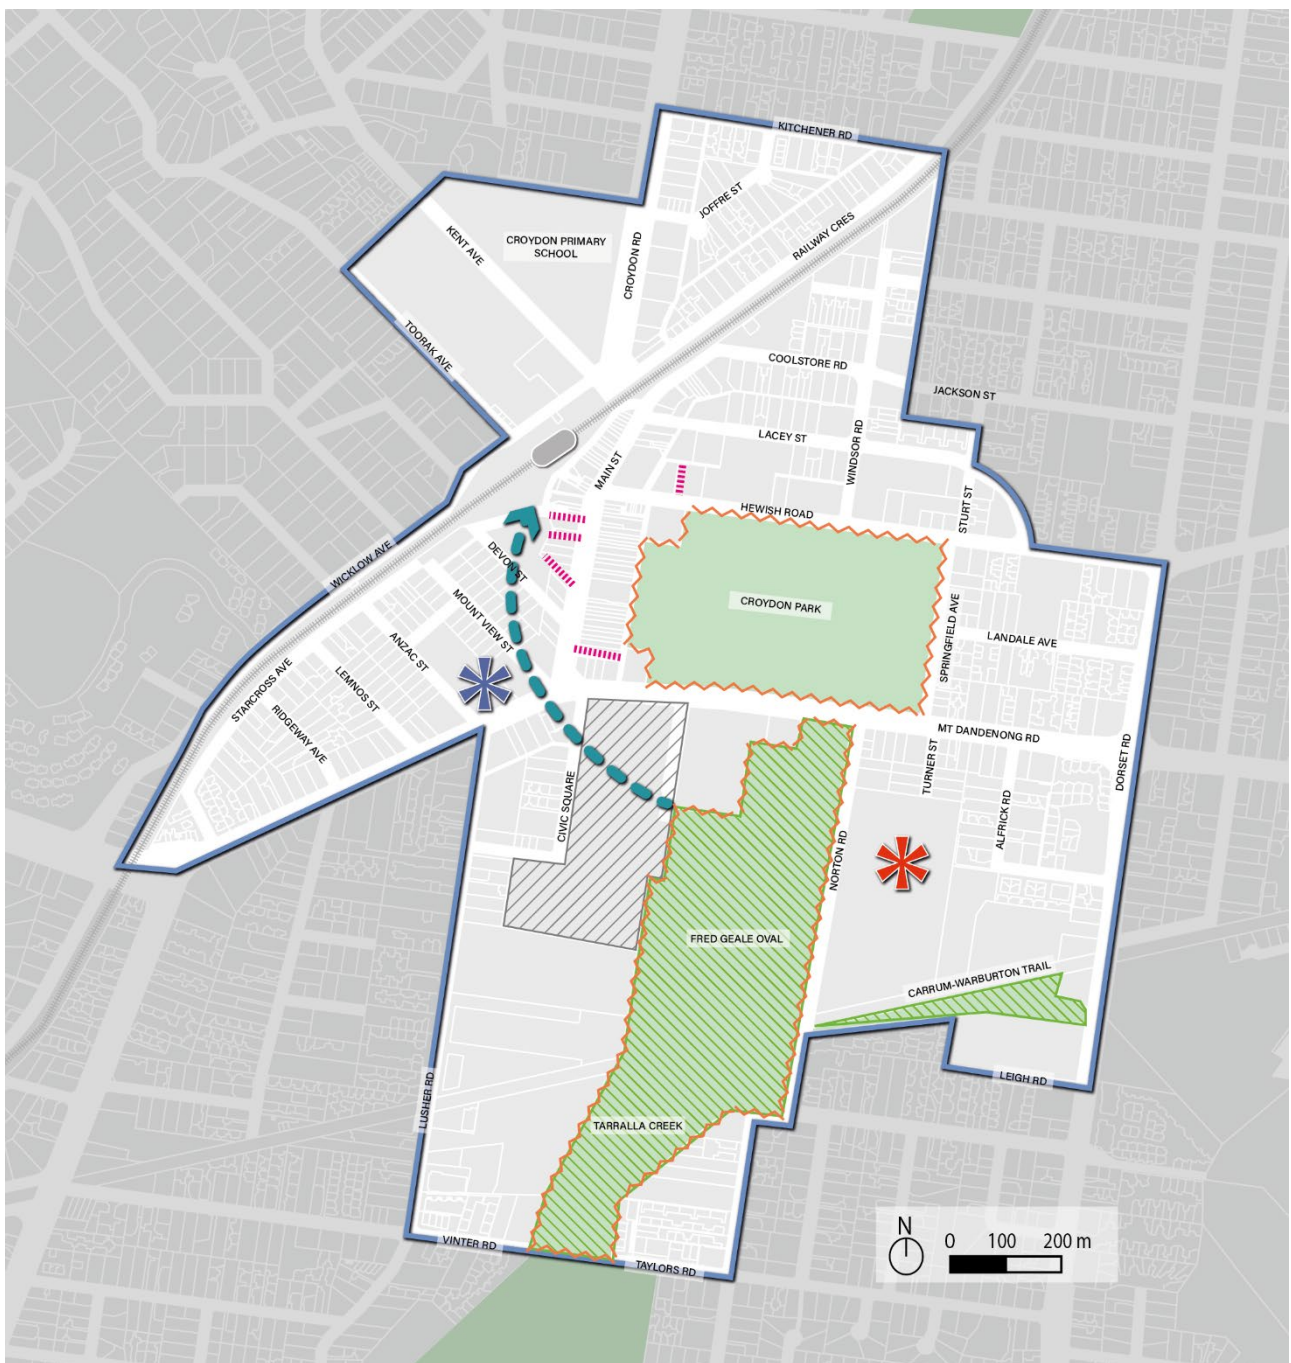 KITCHENER RD
JOFFRE ST
KENT AVE
CROYDON PRIMARY
SCHOOL
CROYDON RD
RAILWAY CRES
TOORAK AVE
COOLSTORE RD
JACKSON ST
LACEY ST
WINDSOR RD
MAIN ST
HEWISH ROAD
STURT ST
DEVON ST
WICKLOW AVE
MOUNT VIEW ST
CROYDON PARK
SPRINGFIELD AVE
LANDALE AVE
ANZAC ST
LEMNOS ST
STARCROSS AVE
RIDGEWAY AVE
MT DANDENONG RD
TURNER ST
DORSET RD
CIVIC SQUARE
ALFRICK RD
NORTON RD
FRED GEALE OVAL
CARRUM-WARBURTON TRAIL
LEIGH RD
LUSHER RD
TARRALLA CREEK
VINTER RD
TAYLORS RD
N
0 100 200 m